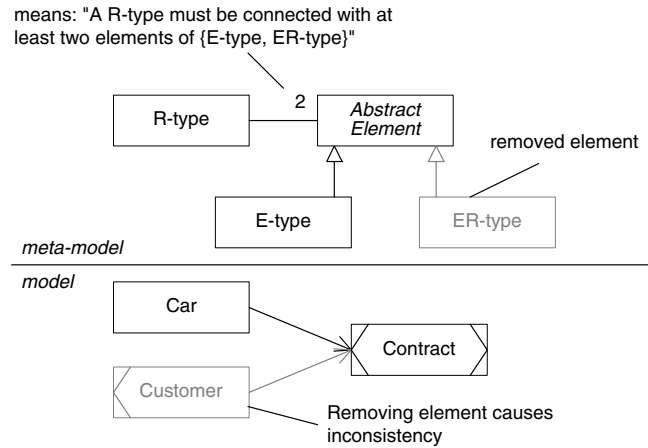 means: "A R-type must be connected with at
least two elements of {E-type, ER-type}"
2
R-type
Abstract
Element
removed element
E-type
ER-type
meta-model
model
Car
Contract
Customer
Removing element causes
inconsistency